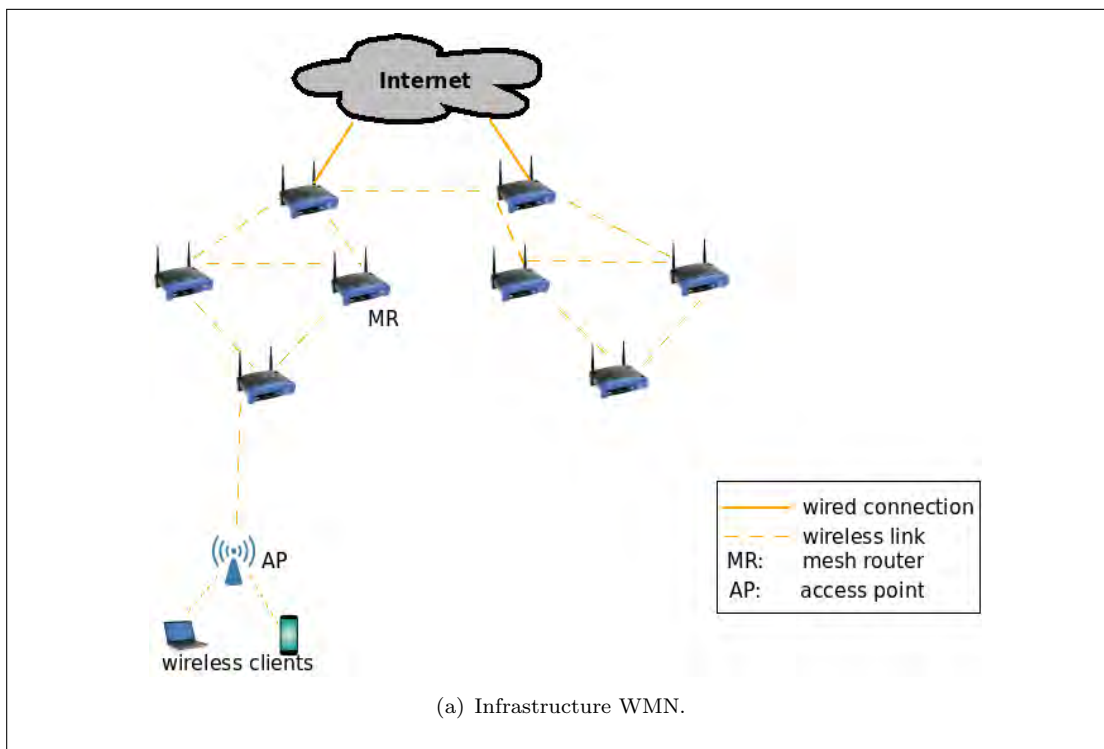 Internet
MR
AP
wireless clients
wired connection
wireless link
MR: mesh router
AP: access point
(a) Infrastructure WMN.